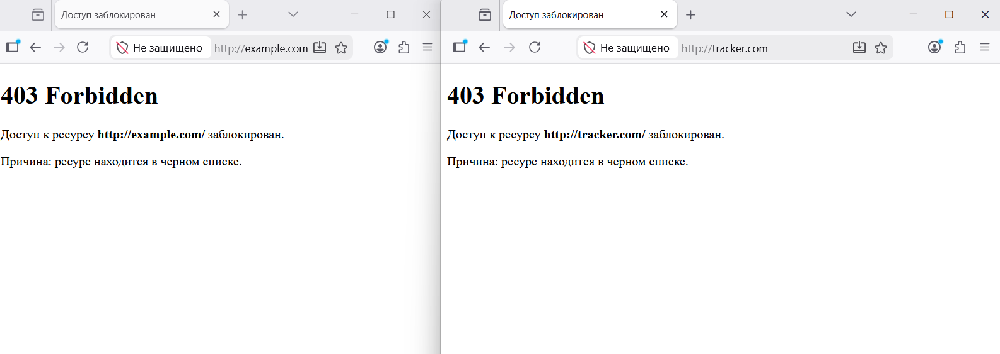 Доступ заблокирован
Не защищено http://example.com
403 Forbidden
Доступ к ресурсу http://example.com/ заблокирован.
Причина: ресурс находится в черном списке.
Доступ заблокирован
Не защищено http://tracker.com
403 Forbidden
Доступ к ресурсу http://tracker.com/ заблокирован.
Причина: ресурс находится в черном списке.